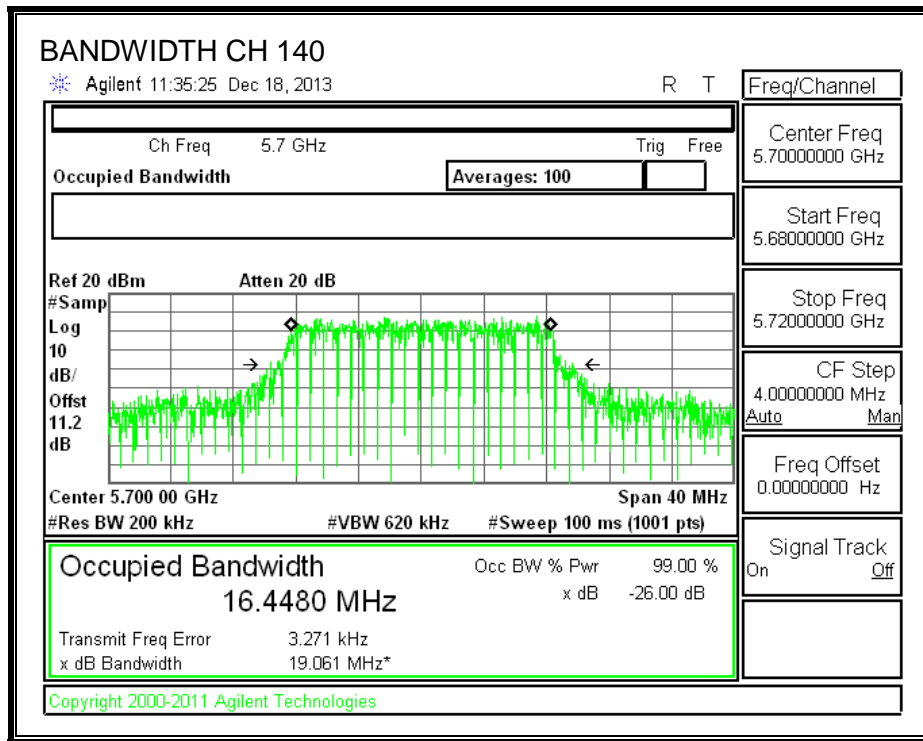 BANDWIDTH CH 140
Agilent 11:35:25 Dec 18, 2013 R T
Freq/Channel
Ch Freq 5.7 GHz Trig Free
Occupied Bandwidth Averages: 100
Center Freq
5.70000000 GHz
Start Freq
5.68000000 GHz
Stop Freq
5.72000000 GHz
CF Step
4.00000000 MHz
Auto Man
Freq Offset
0.00000000 Hz
Signal Track
On Off
Ref 20 dBm Atten 20 dB
#Samp
Log
10
dB/
Offst
11.2
dB
Center 5.700 00 GHz Span 40 MHz
#Res BW 200 kHz #VBW 620 kHz #Sweep 100 ms (1001 pts)
Occupied Bandwidth Occ BW % Pwr 99.00 %
16.4480 MHz x dB -26.00 dB
Transmit Freq Error 3.271 kHz
x dB Bandwidth 19.061 MHz*
Copyright 2000-2011 Agilent Technologies